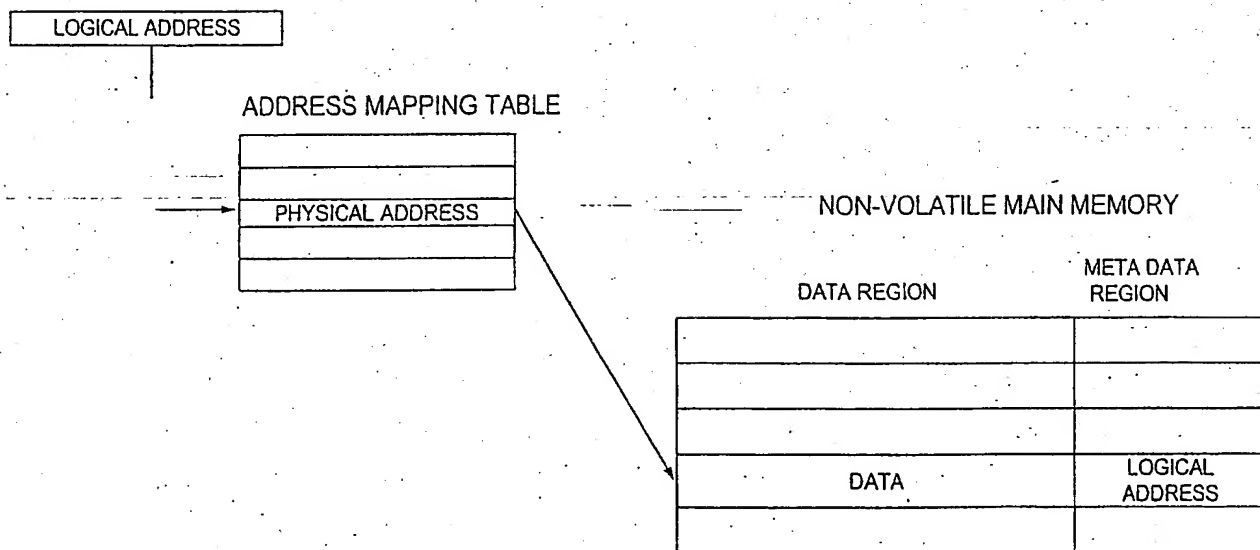 LOGICAL ADDRESS
ADDRESS MAPPING TABLE
PHYSICAL ADDRESS
NON-VOLATILE MAIN MEMORY
DATA REGION
META DATA
REGION
DATA
LOGICAL
ADDRESS